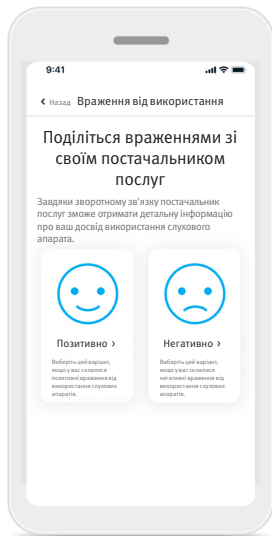 9:41
Назад Враження від використання
Поділіться враженнями зі
своїм постачальником
послуг
Завдяки зворотному зв'язку постачальник
послуг зможе отримати детальну інформацію
про ваш досвід використання слухового
апарата.
Позитивно ›
Виберіть цей варіант,
якщо у вас склалися
позитивні враження від
використання слухових
апаратів.
Негативно ›
Виберіть цей варіант,
якщо у вас склалися
негативні враження від
використання слухових
апаратів.